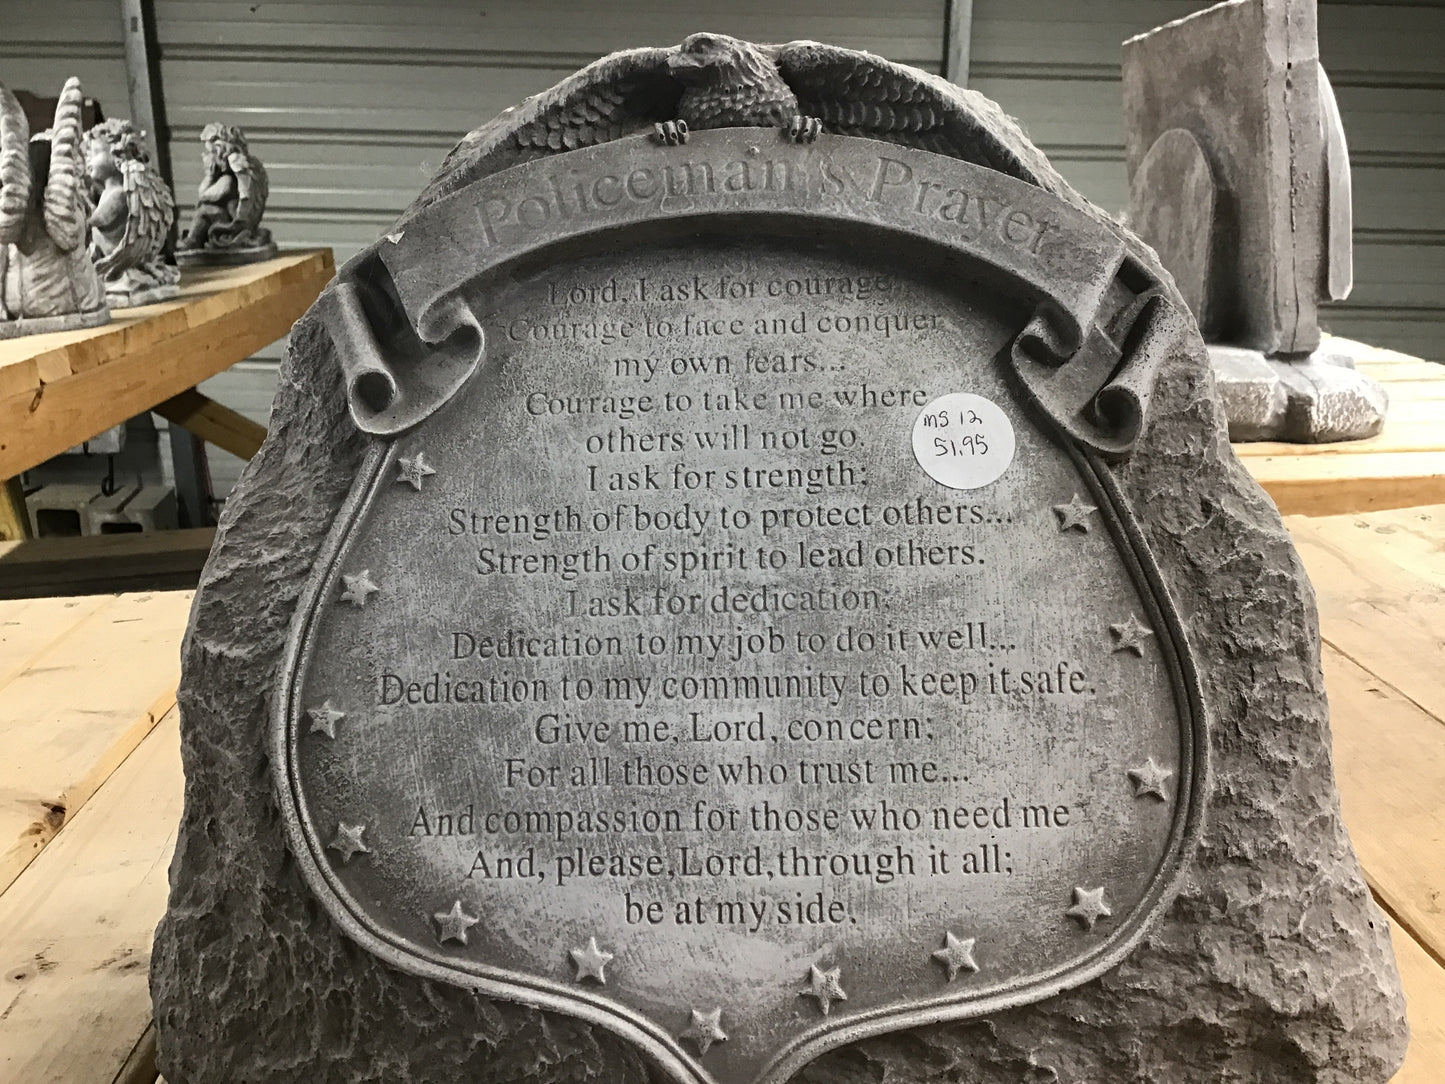 Policeman's Prayer
Lord, I ask for courage
Courage to face and conquer
my own fears...
Courage to take me where
others will not go.
I ask for strength;
Strength of body to protect others...
Strength of spirit to lead others.
I ask for dedication;
Dedication to my job to do it well...
Dedication to my community to keep it safe.
Give me, Lord, concern;
For all those who trust me...
And compassion for those who need me
And, please, Lord, through it all;
be at my side.
MS 12
51.95